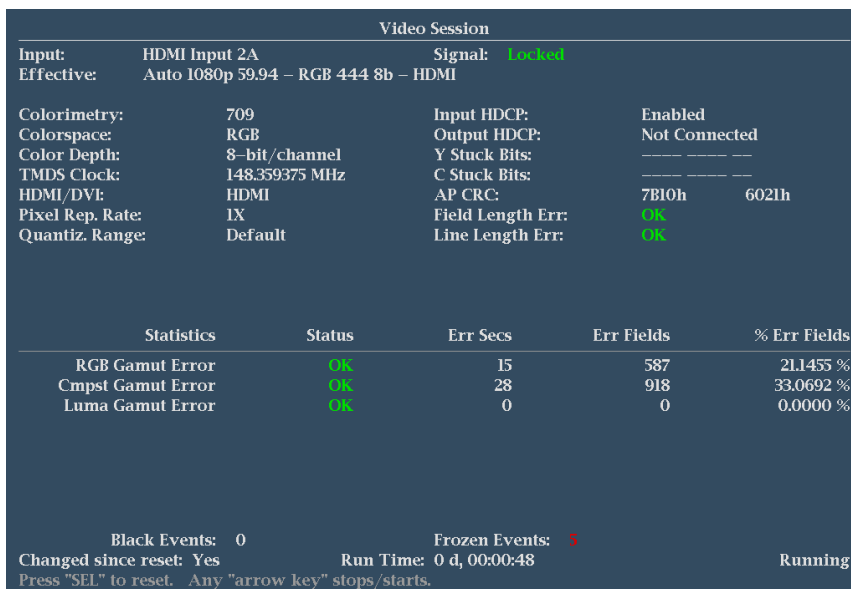 Video Session
Input: HDMI Input 2A Signal: Locked
Effective: Auto 1080p 59.94 – RGB 444 8b – HDMI
Colorimetry: 709 Input HDCP: Enabled
Colorspace: RGB Output HDCP: Not Connected
Color Depth: 8–bit/channel Y Stuck Bits: –––– –––– ––
TMDS Clock: 148.359375 MHz C Stuck Bits: –––– –––– ––
HDMI/DVI: HDMI AP CRC: 7B10h 6021h
Pixel Rep. Rate: 1X Field Length Err: OK
Quantiz. Range: Default Line Length Err: OK
Statistics Status Err Secs Err Fields % Err Fields
RGB Gamut Error OK 15 587 21.1455 %
Cmpst Gamut Error OK 28 918 33.0692 %
Luma Gamut Error OK 0 0 0.0000 %
Black Events: 0 Frozen Events: 5
Changed since reset: Yes Run Time: 0 d, 00:00:48 Running
Press "SEL" to reset. Any "arrow key" stops/starts.